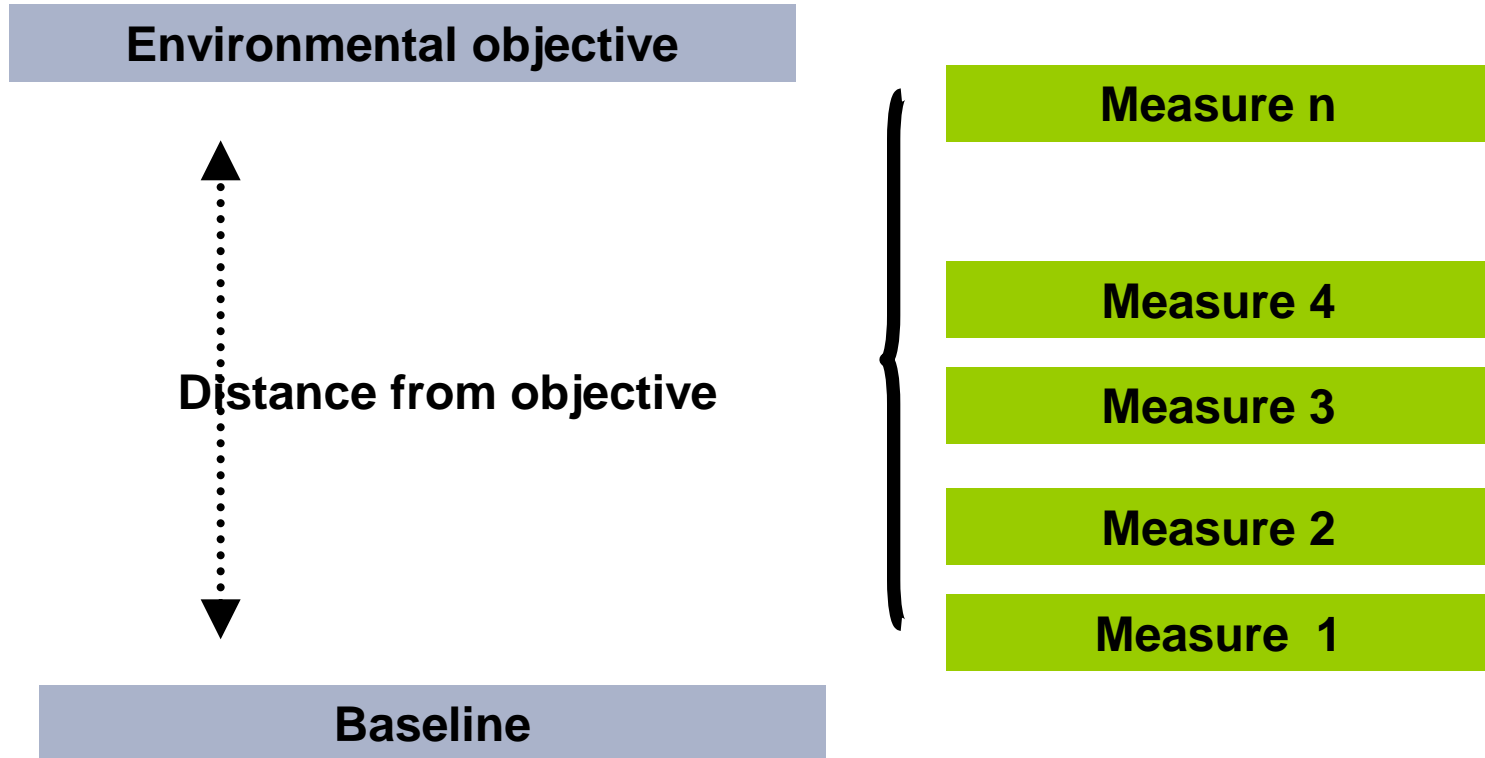 Environmental objective
Measure n
Measure 4
Distance from objective
Measure 3
Measure 2
Measure  1
Baseline